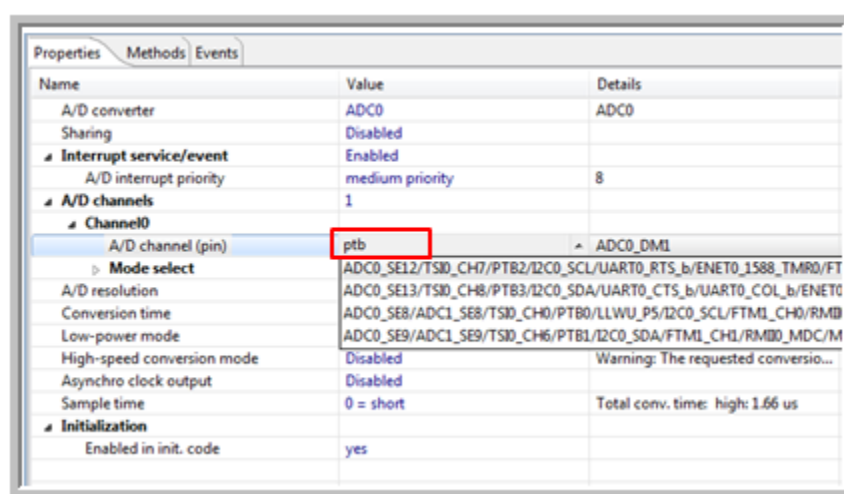 Properties Methods Events
Name Value Details
A/D converter ADC0 ADC0
Sharing Disabled
Interrupt service/event Enabled
A/D interrupt priority medium priority 8
A/D channels 1
Channel0
A/D channel (pin) ptb ADC0_DM1
Mode select ADC0_SE12/TSI0_CH7/PTB2/I2C0_SCL/UART0_RTS_b/ENET0_1588_TMR0/FT
A/D resolution ADC0_SE13/TSI0_CH8/PTB3/I2C0_SDA/UART0_CTS_b/UART0_COL_b/ENET0
Conversion time ADC0_SE8/ADC1_SE8/TSI0_CH0/PTB0/LLWU_P5/I2C0_SCL/FTM1_CH0/RMII0
Low-power mode ADC0_SE9/ADC1_SE9/TSI0_CH6/PTB1/I2C0_SDA/FTM1_CH1/RMII0_MDC/M
High-speed conversion mode Disabled Warning: The requested conversio...
Asynchro clock output Disabled
Sample time 0 = short Total conv. time: high: 1.66 us
Initialization
Enabled in init. code yes